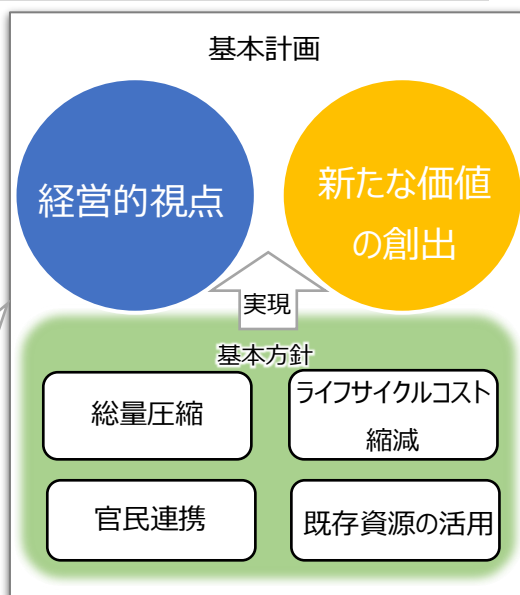 基本計画
経営的視点
新たな価値
の創出
実現
基本方針
総量圧縮
ライフサイクルコスト
縮減
官民連携
既存資源の活用